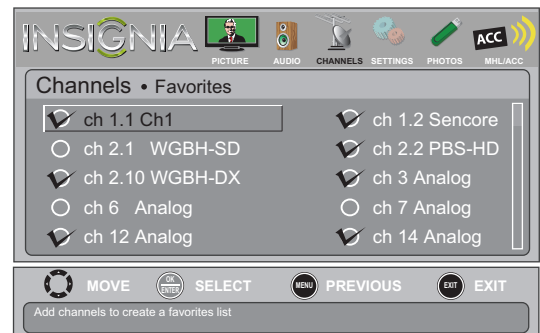 INSIGNIA
PICTURE AUDIO CHANNELS SETTINGS PHOTOS MHL/ACC
ACC
Channels • Favorites
ch 1.1 Ch1 ch 1.2 Sencore
ch 2.1 WGBH-SD ch 2.2 PBS-HD
ch 2.10 WGBH-DX ch 3 Analog
ch 6 Analog ch 7 Analog
ch 12 Analog ch 14 Analog
MOVE OK ENTER SELECT MENU PREVIOUS EXIT EXIT
Add channels to create a favorites list